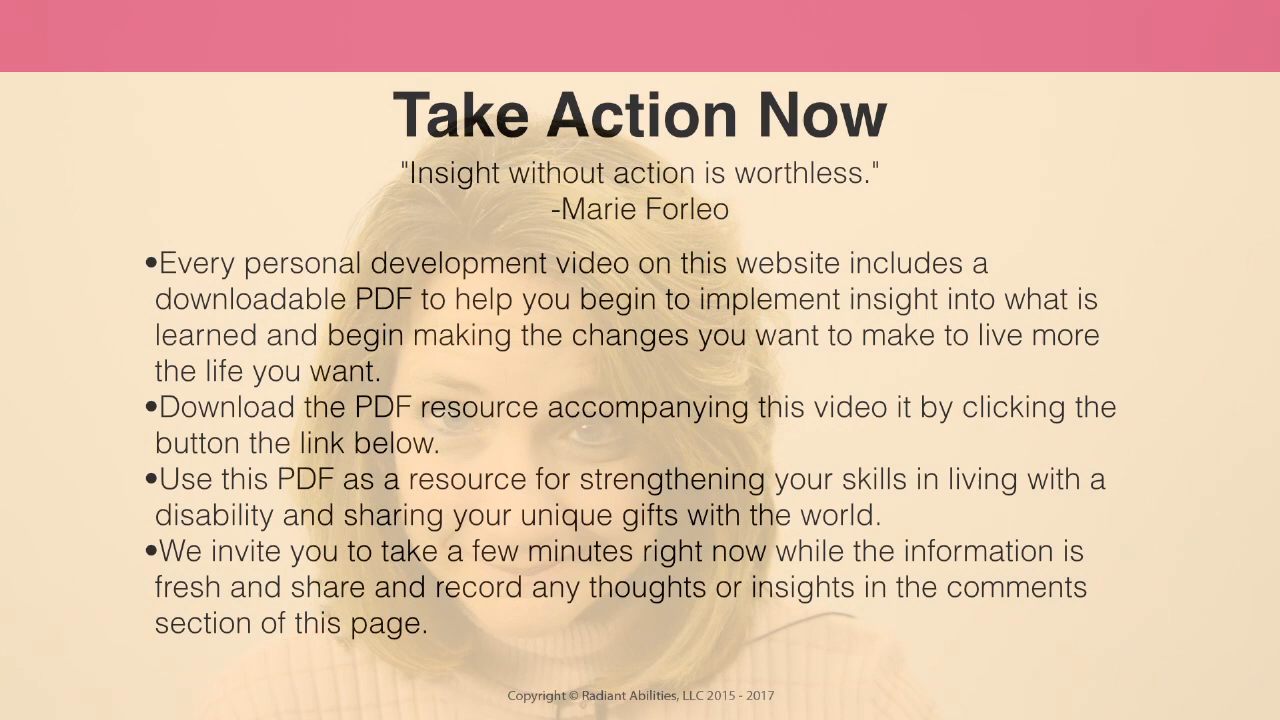 Take Action Now
"Insight without action is worthless."
-Marie Forleo
•Every personal development video on this website includes a
downloadable PDF to help you begin to implement insight into what is
learned and begin making the changes you want to make to live more
the life you want.
•Download the PDF resource accompanying this video it by clicking the
button the link below.
•Use this PDF as a resource for strengthening your skills in living with a
disability and sharing your unique gifts with the world.
•We invite you to take a few minutes right now while the information is
fresh and share and record any thoughts or insights in the comments
section of this page.
Copyright © Radiant Abilities, LLC 2015 - 2017